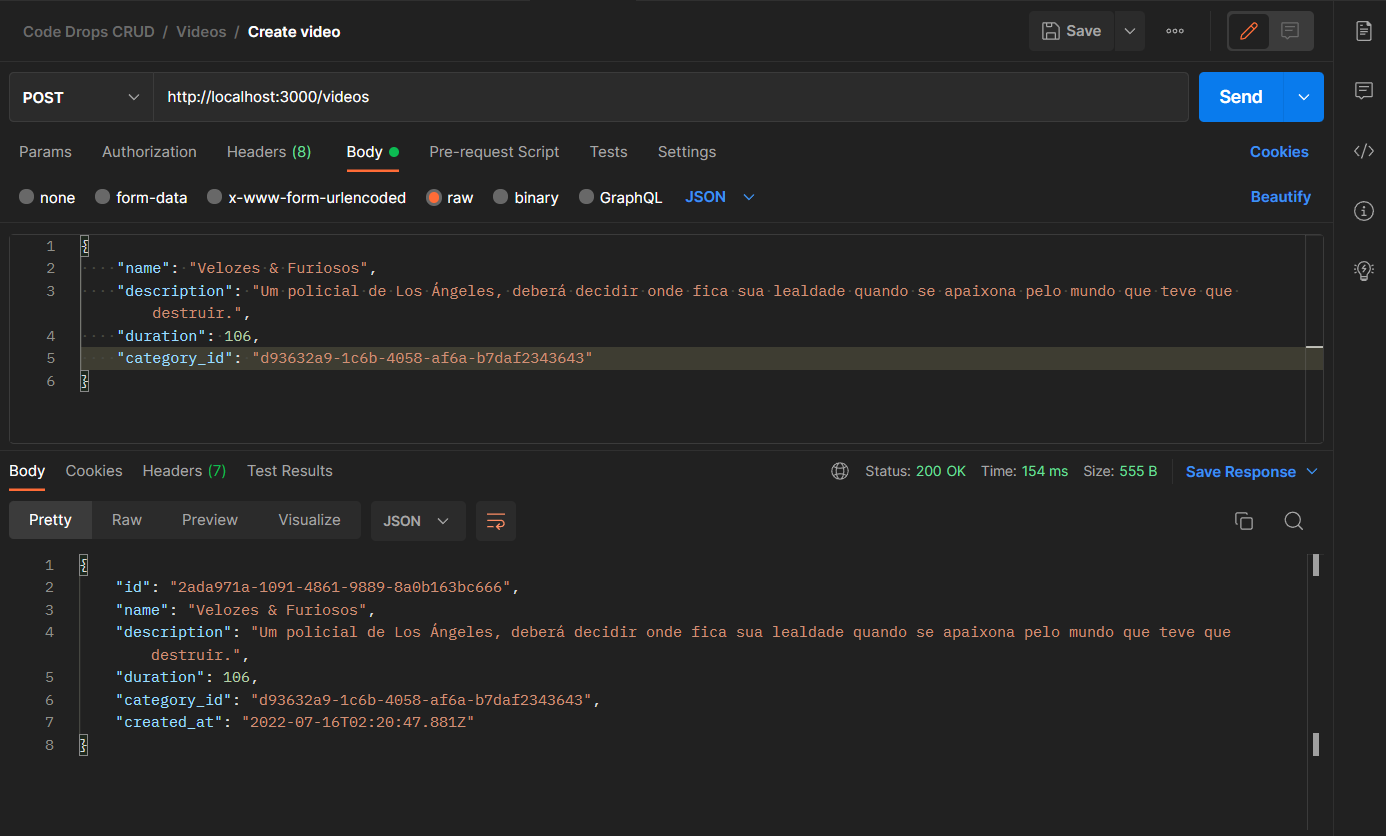 Code Drops CRUD / Videos / Create video
Save
POST
http://localhost:3000/videos
Send
Params Authorization Headers (8) Body Pre-request Script Tests Settings Cookies
none form-data x-www-form-urlencoded raw binary GraphQL JSON Beautify
1 {
2 ····"name":·"Velozes·&·Furiosos",
3 ····"description":·"Um·policial·de·Los·Ángeles,·deverá·decidir·onde·fica·sua·lealdade·quando·se·apaixona·pelo·mundo·que·teve·que·
destruir.",
4 ····"duration":·106,
5 ····"category_id":·"d93632a9-1c6b-4058-af6a-b7daf2343643"
6 }
Body Cookies Headers (7) Test Results Status: 200 OK Time: 154 ms Size: 555 B Save Response
Pretty Raw Preview Visualize JSON
1 {
2 "id": "2ada971a-1091-4861-9889-8a0b163bc666",
3 "name": "Velozes & Furiosos",
4 "description": "Um policial de Los Ángeles, deberá decidir onde fica sua lealdade quando se apaixona pelo mundo que teve que
destruir.",
5 "duration": 106,
6 "category_id": "d93632a9-1c6b-4058-af6a-b7daf2343643",
7 "created_at": "2022-07-16T02:20:47.881Z"
8 }